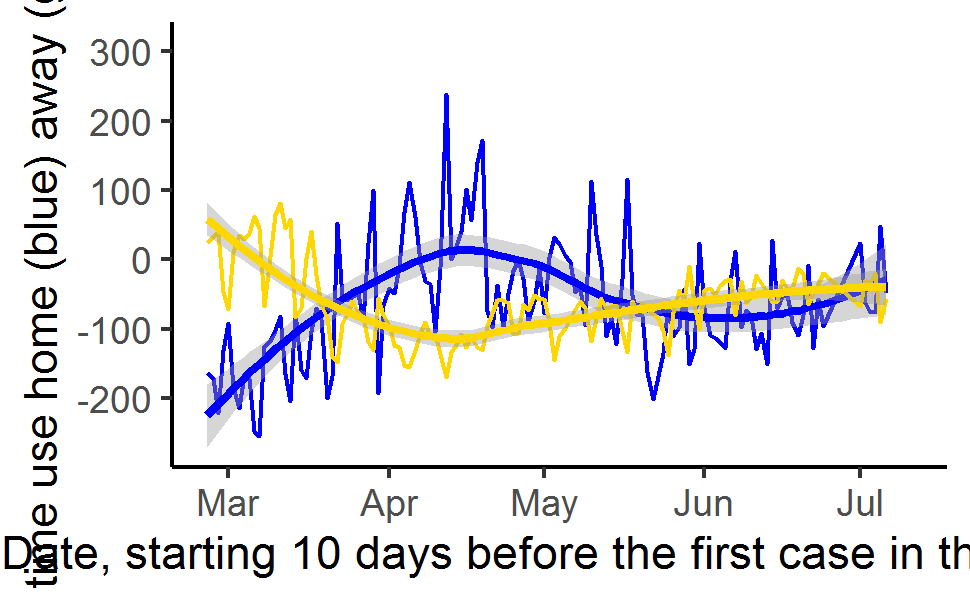 time use home (blue) away (
300
200
100
0
-100
-200
Mar Apr May Jun Jul
Date, starting 10 days before the first case in th